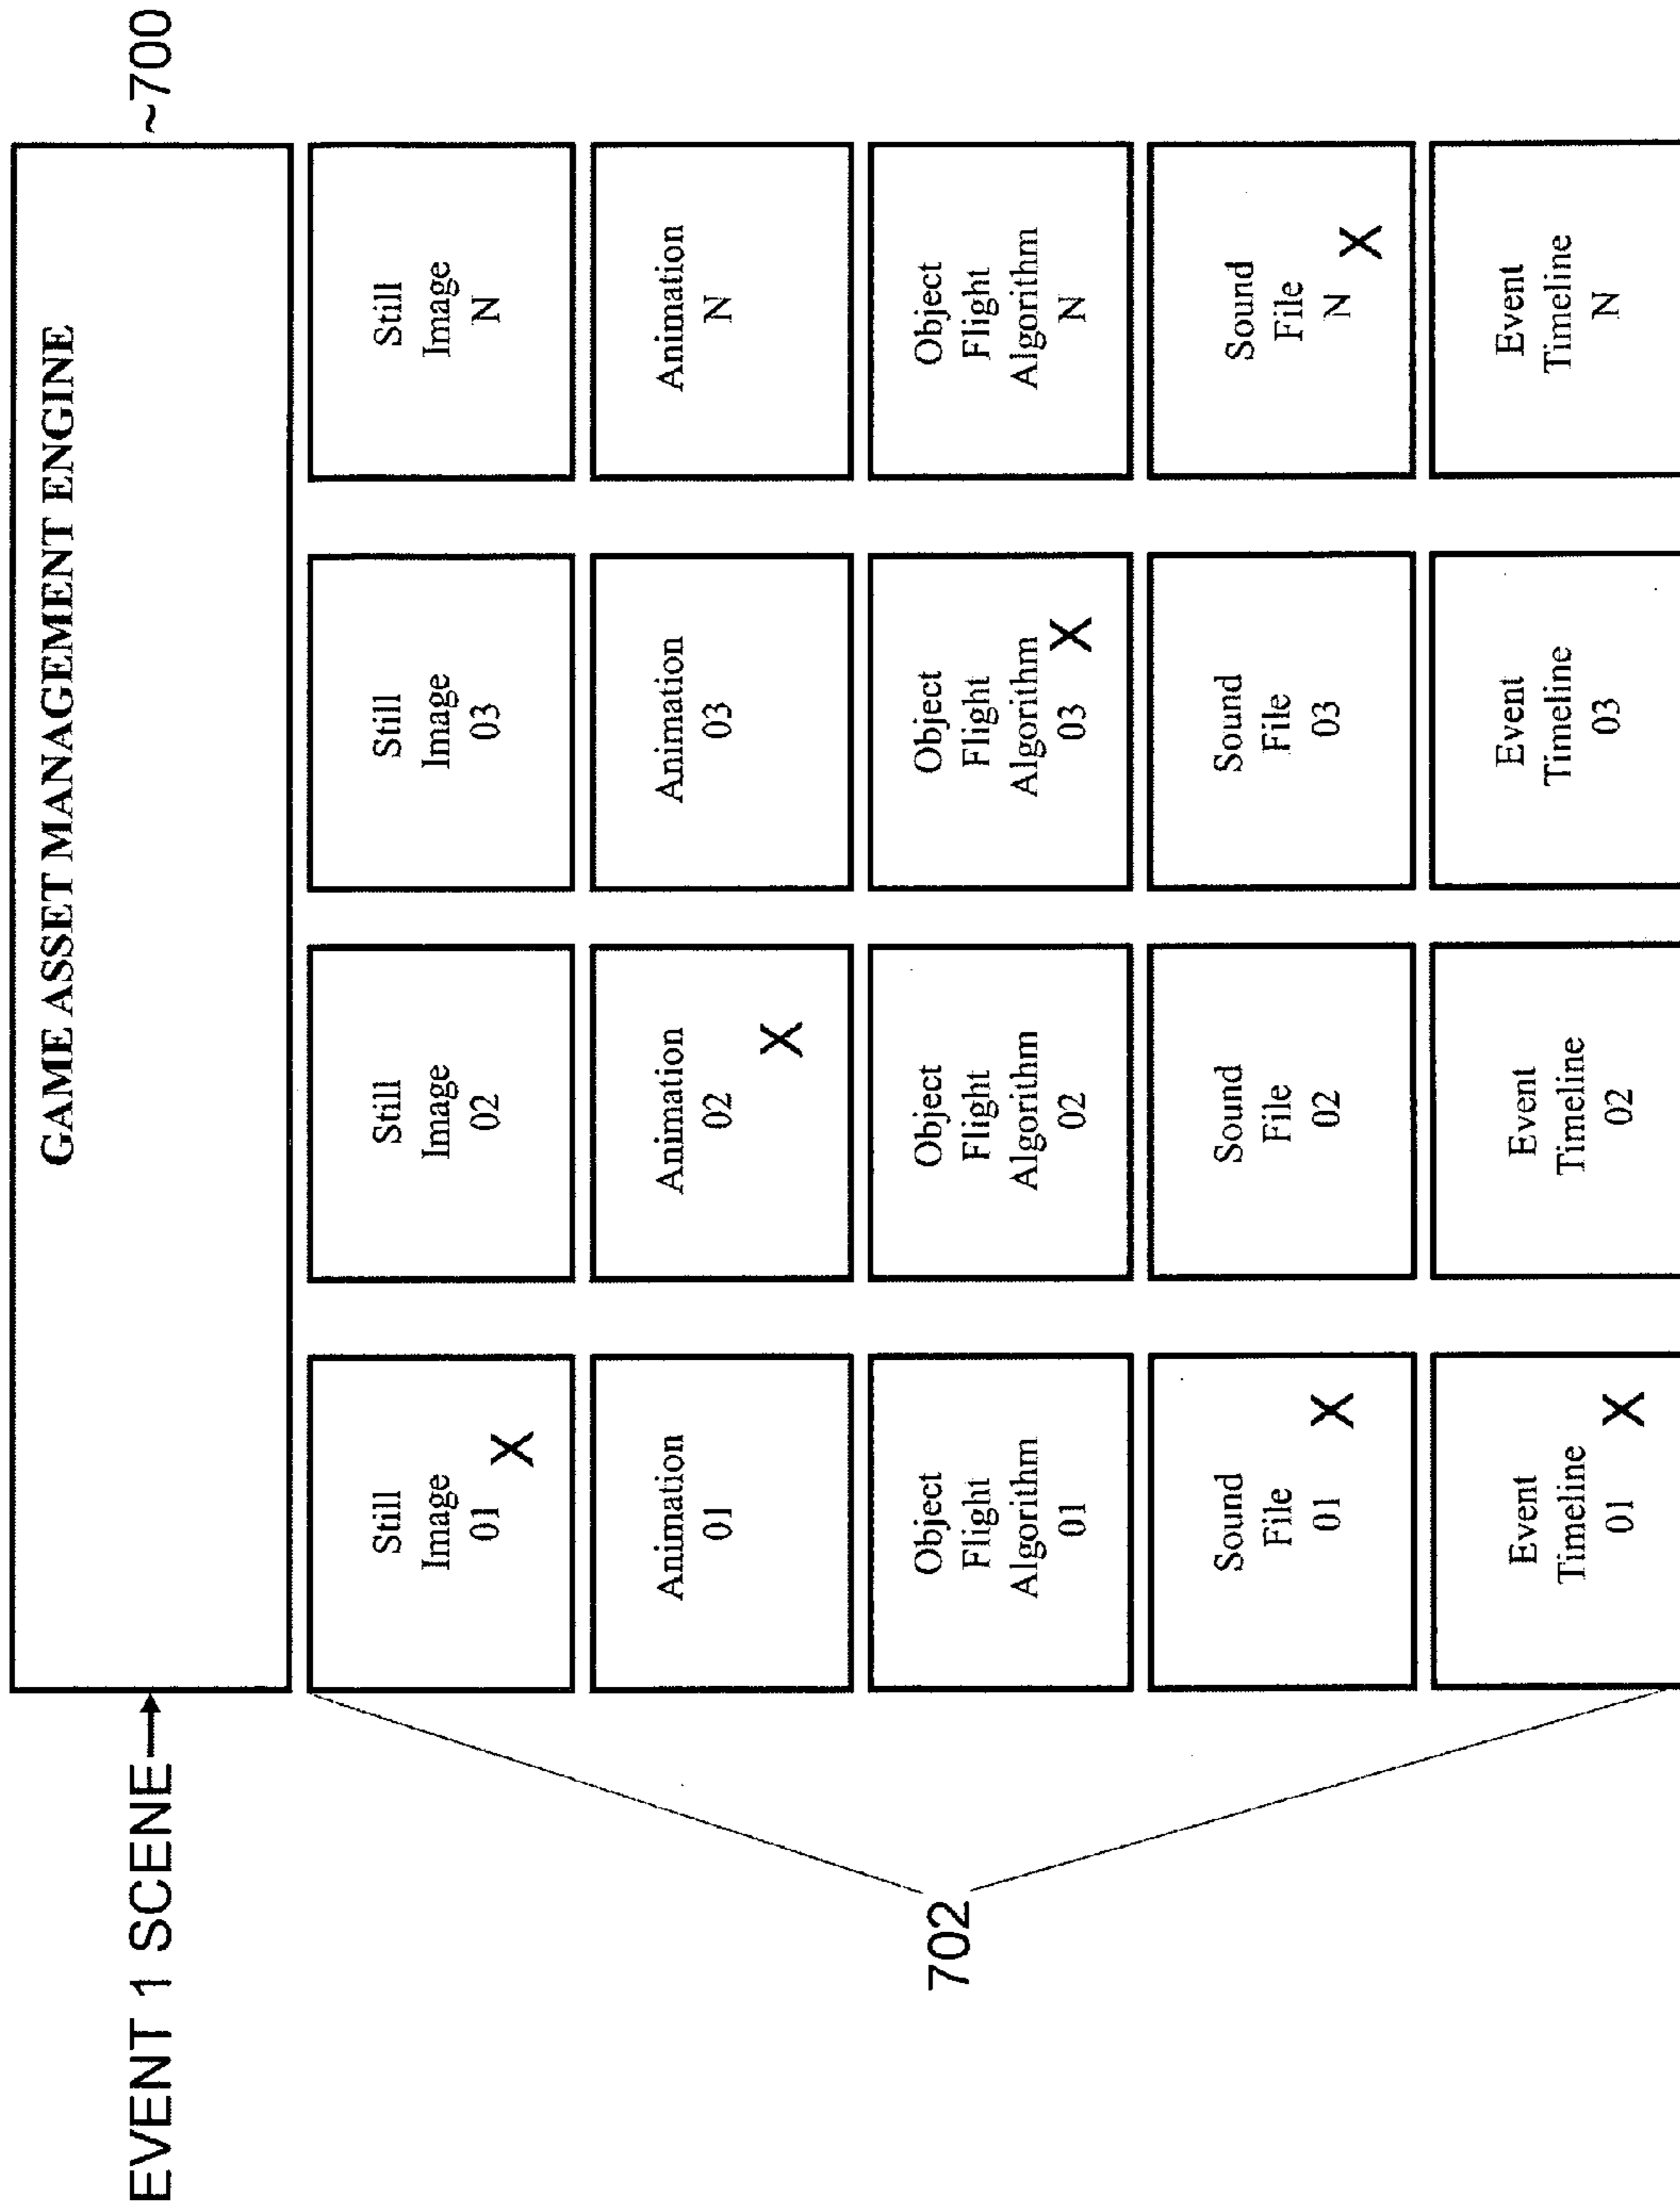 GAME ASSET MANAGEMENT ENGINE
EVENT 1 SCENE
~700
Still
Image
01
X
Still
Image
02
Still
Image
03
Still
Image
N
Animation
01
Animation
02
X
Animation
03
Animation
N
Object
Flight
Algorithm
01
Object
Flight
Algorithm
02
Object
Flight
Algorithm
03
X
Object
Flight
Algorithm
N
702
Sound
File
01
X
Sound
File
02
Sound
File
03
Sound
File
N
X
Event
Timeline
01
X
Event
Timeline
02
Event
Timeline
03
Event
Timeline
N